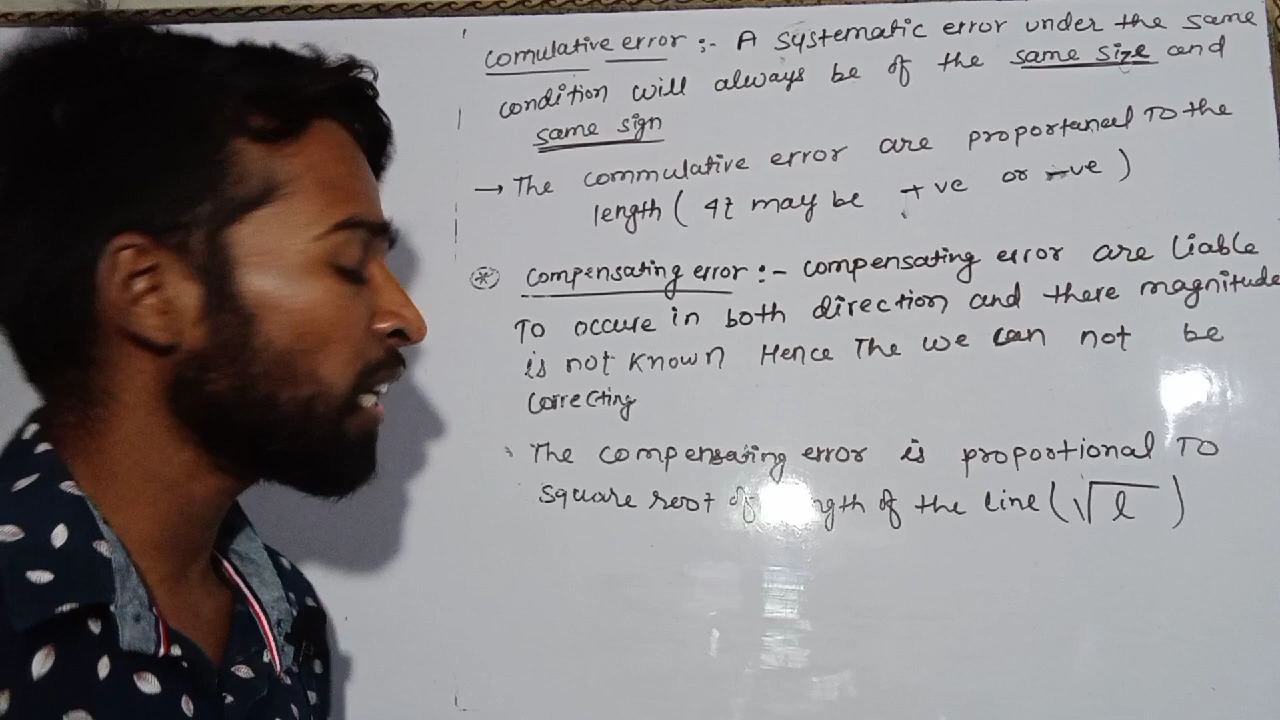 comulative error :- A systematic error under the same
condition will always be of the same size and
same sign
→ The commulative error are proportaneel To the
length ( 4t may be +ve or -ve )
* compensating error :- compensating error are liable
To occure in both direction and there magnitude
is not known Hence The we can not be
correcting
The compensating error is proportional TO
square root of of the line ( √l )